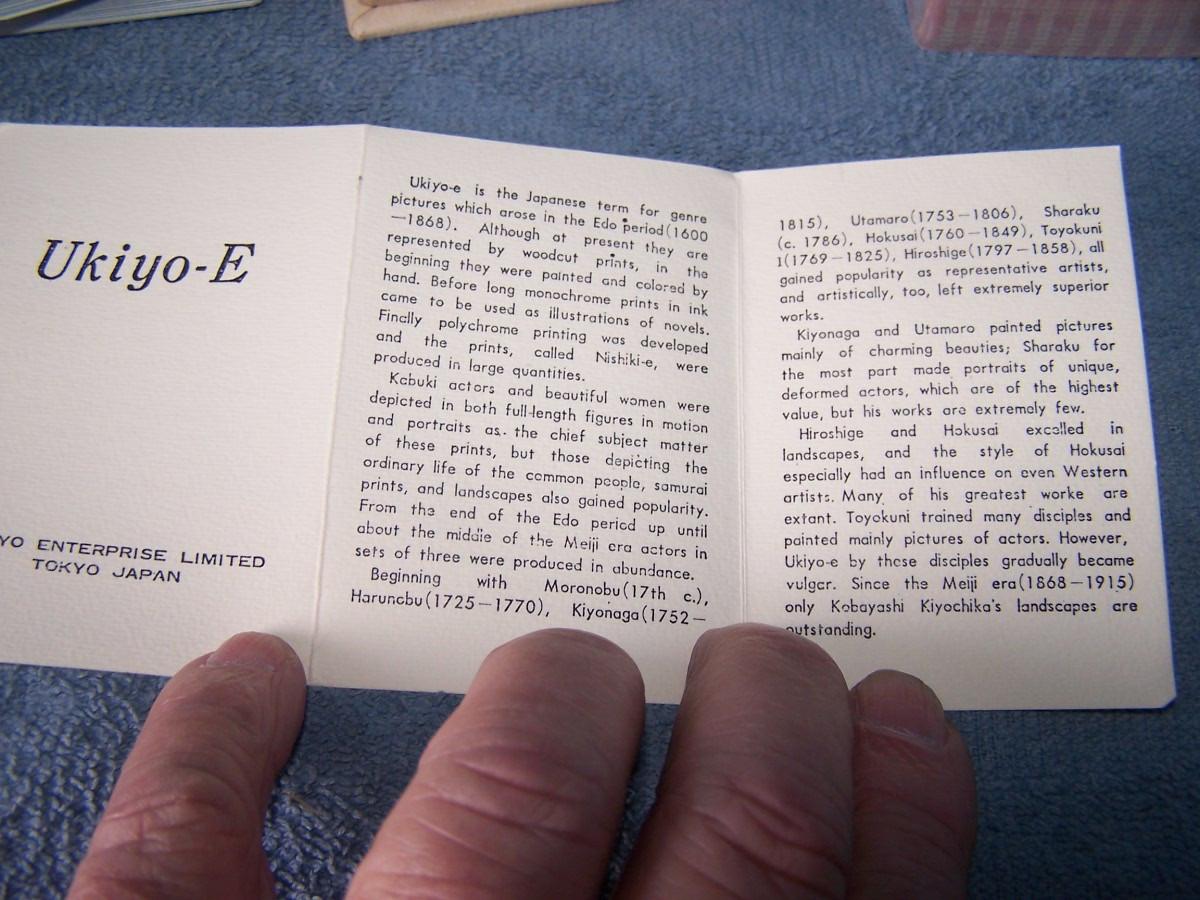 Ukiyo-E
YO ENTERPRISE LIMITED
TOKYO JAPAN
Ukiyo-e is the Japanese term for genre
pictures which arose in the Edo period(1600
—1868). Although at present they are
represented by woodcut prints, in the
beginning they were painted and colored by
hand. Before long monochrome prints in ink
came to be used as illustrations of novels.
Finally polychrome printing was developed
and the prints, called Nishiki-e, were
produced in large quantities.
Kabuki actors and beautiful women were
depicted in both full-length figures in motion
and portraits as. the chief subject matter
of these prints, but those depicting the
ordinary life of the common people, samurai
prints, and landscapes also gained popularity.
From the end of the Edo period up until
about the middle of the Meiji era actors in
sets of three were produced in abundance.
Beginning with Moronobu(17th c.),
Harunobu(1725—1770), Kiyonaga(1752—
1815), Utamaro(1753—1806), Sharaku
(c. 1786), Hokusai(1760—1849), Toyokuni
1(1769—1825), Hiroshige(1797—1858), all
gained popularity as representative artists,
and artistically, too, left extremely superior
works.
Kiyonaga and Utamaro painted pictures
mainly of charming beauties; Sharaku for
the most part made portraits of unique,
deformed actors, which are of the highest
value, but his works are extremely few.
Hiroshige and Hokusai excelled in
landscapes, and the style of Hokusai
especially had an influence on even Western
artists. Many of his greatest worke are
extant. Toyokuni trained many disciples and
painted mainly pictures of actors. However,
Ukiyo-e by these disciples gradually became
vulgar. Since the Meiji era(1868—1915)
only Kobayashi Kiyochika's landscapes are
outstanding.